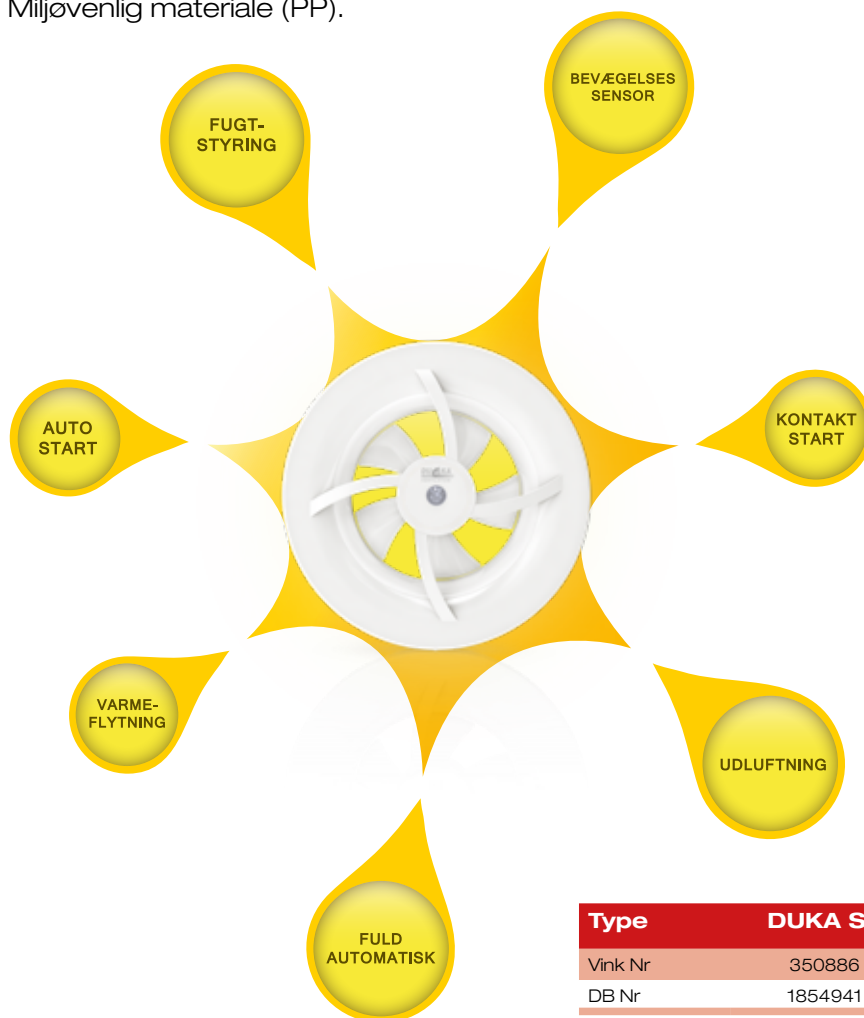 Miljøvenlig materiale (PP).
BEVÆGELSES
SENSOR
FUGT-
STYRING
AUTO
START
KONTAKT
START
VARME-
FLYTNING
UDLUFTNING
FULD
AUTOMATISK
Type DUKA S
Vink Nr 350886
DB Nr 1854941